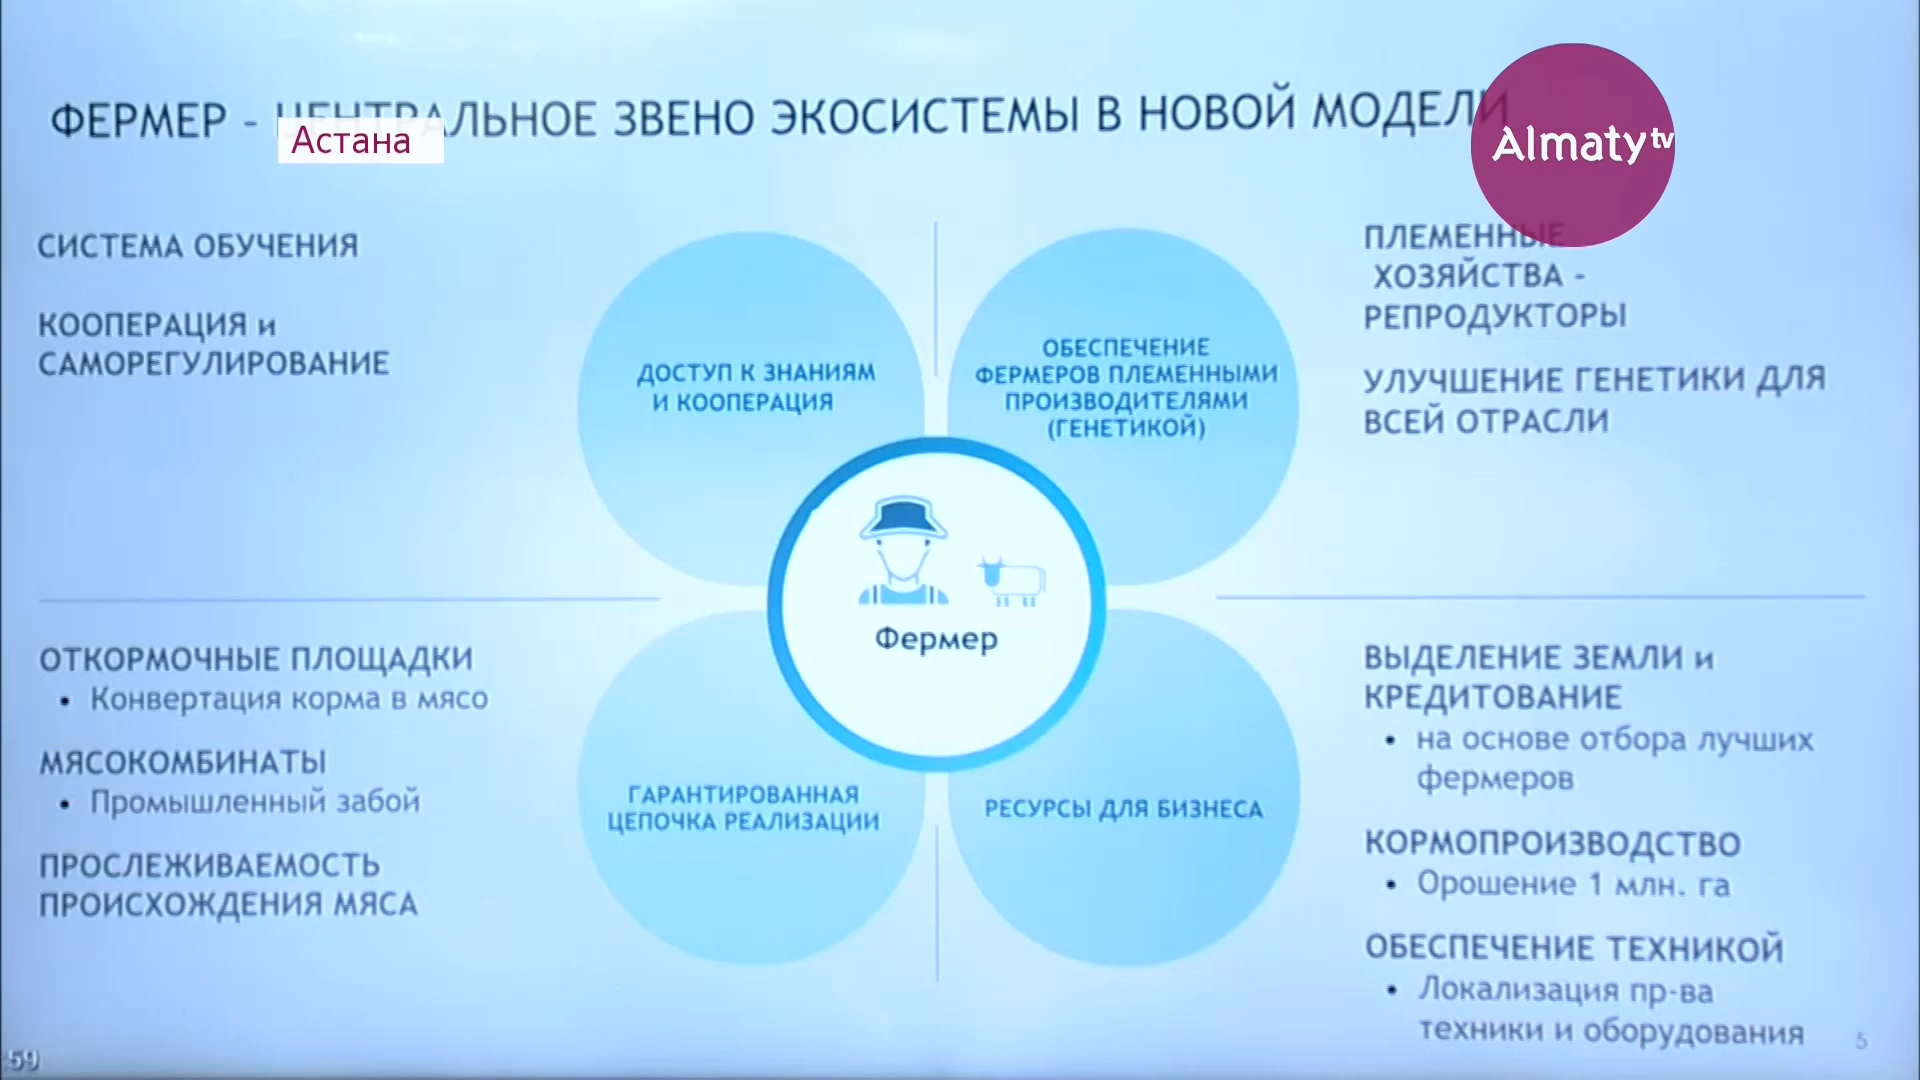 ФЕРМЕР - ЦЕНТРАЛЬНОЕ ЗВЕНО ЭКОСИСТЕМЫ В НОВОЙ МОДЕЛИ
Астана
Almaty tv
СИСТЕМА ОБУЧЕНИЯ
КООПЕРАЦИЯ и
САМОРЕГУЛИРОВАНИЕ
ДОСТУП К ЗНАНИЯМ
И КООПЕРАЦИЯ
ОБЕСПЕЧЕНИЕ
ФЕРМЕРОВ ПЛЕМЕННЫМИ
ПРОИЗВОДИТЕЛЯМИ
(ГЕНЕТИКОЙ)
ПЛЕМЕННЫЕ
ХОЗЯЙСТВА -
РЕПРОДУКТОРЫ
УЛУЧШЕНИЕ ГЕНЕТИКИ ДЛЯ
ВСЕЙ ОТРАСЛИ
Фермер
ОТКОРМОЧНЫЕ ПЛОЩАДКИ
• Конвертация корма в мясо
МЯСОКОМБИНАТЫ
• Промышленный забой
ПРОСЛЕЖИВАЕМОСТЬ
ПРОИСХОЖДЕНИЯ МЯСА
ГАРАНТИРОВАННАЯ
ЦЕПОЧКА РЕАЛИЗАЦИИ
РЕСУРСЫ ДЛЯ БИЗНЕСА
ВЫДЕЛЕНИЕ ЗЕМЛИ и
КРЕДИТОВАНИЕ
• на основе отбора лучших
фермеров
КОРМОПРОИЗВОДСТВО
• Орошение 1 млн. га
ОБЕСПЕЧЕНИЕ ТЕХНИКОЙ
• Локализация пр-ва
техники и оборудования
5
:59